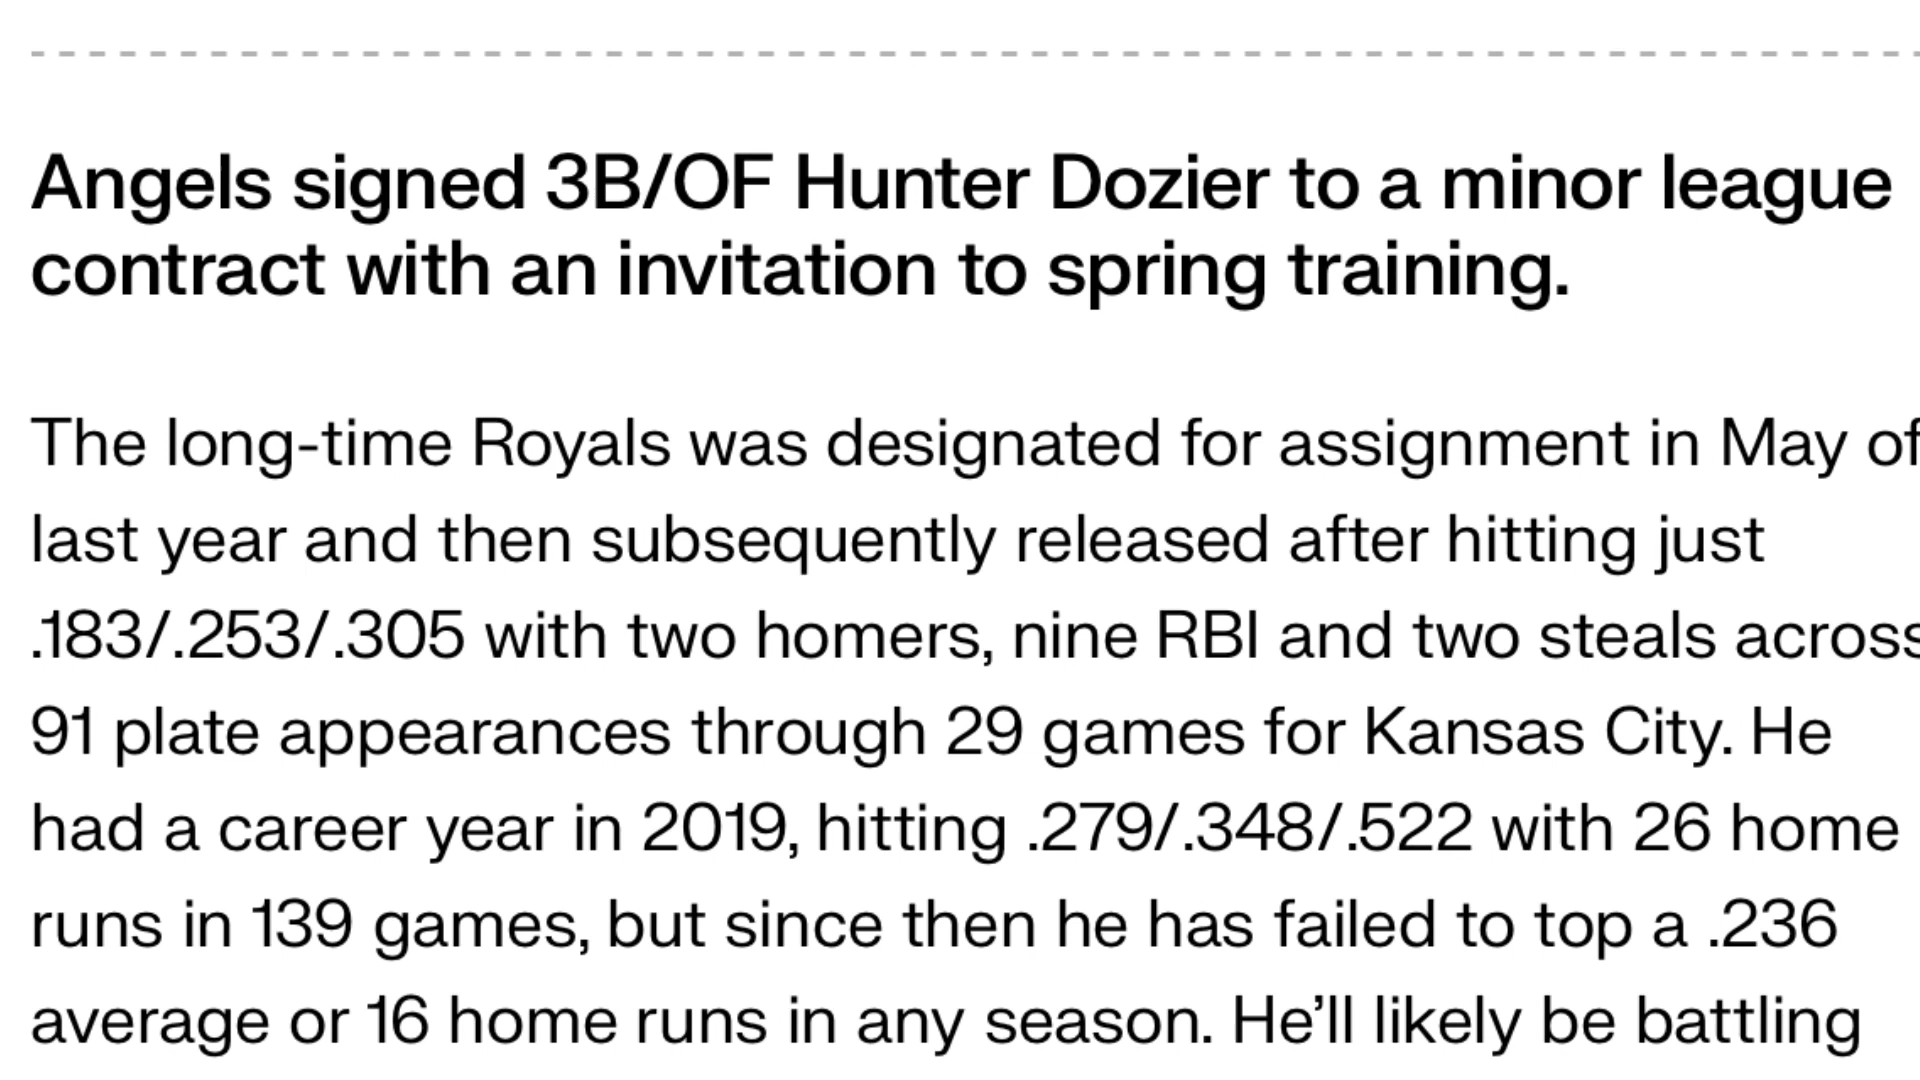 Angels signed 3B/OF Hunter Dozier to a minor league
contract with an invitation to spring training.
The long-time Royals was designated for assignment in May of
last year and then subsequently released after hitting just
.183/.253/.305 with two homers, nine RBI and two steals across
91 plate appearances through 29 games for Kansas City. He
had a career year in 2019, hitting .279/.348/.522 with 26 home
runs in 139 games, but since then he has failed to top a .236
average or 16 home runs in any season. He’ll likely be battling